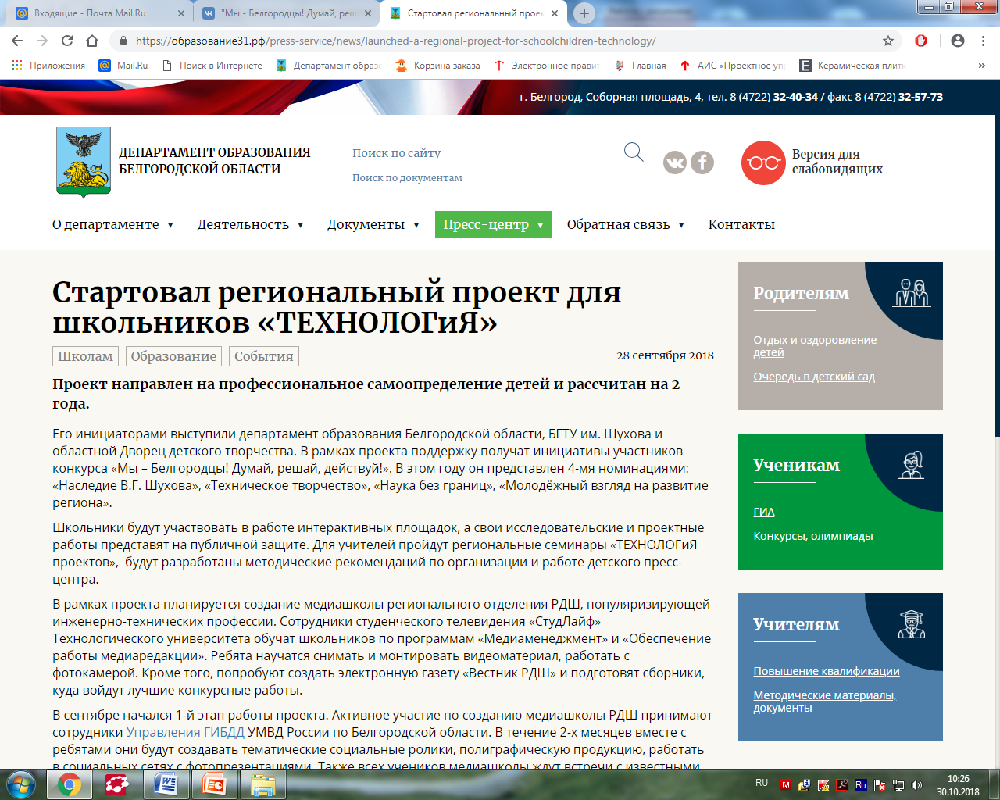 Входящие - Почта Mail.Ru
"Мы - Белгородцы! Думай, реш
Стартовал региональный прое
https://образование31.рф/press-service/news/launched-a-regional-project-for-schoolchildren-technology/
Приложения
Mail.Ru
Поиск в Интернете
Департамент образо
Корзина заказа
Электронное прави
Главная
АИС «Проектное упр
Керамическая плитк
»
г. Белгород, Соборная площадь, 4, тел. 8 (4722) 32-40-34 / факс 8 (4722) 32-57-73
ДЕПАРТАМЕНТ ОБРАЗОВАНИЯ
БЕЛГОРОДСКОЙ ОБЛАСТИ
Поиск по сайту
Поиск по документам
Версия для
слабовидящих
О департаменте
Деятельность
Документы
Пресс-центр
Обратная связь
Контакты
Стартовал региональный проект для
школьников «ТЕХНОЛОГиЯ»
Школам
Образование
События
28 сентября 2018
Проект направлен на профессиональное самоопределение детей и рассчитан на 2
года.
Его инициаторами выступили департамент образования Белгородской области, БГТУ им. Шухова и
областной Дворец детского творчества. В рамках проекта поддержку получат инициативы участников
конкурса «Мы – Белгородцы! Думай, решай, действуй!». В этом году он представлен 4-мя номинациями:
«Наследие В.Г. Шухова», «Техническое творчество», «Наука без границ», «Молодёжный взгляд на развитие
региона».
Школьники будут участвовать в работе интерактивных площадок, а свои исследовательские и проектные
работы представят на публичной защите. Для учителей пройдут региональные семинары «ТЕХНОЛОГиЯ
проектов»,  будут разработаны методические рекомендаций по организации и работе детского пресс-
центра.
В рамках проекта планируется создание медиашколы регионального отделения РДШ, популяризирующей
инженерно-технических профессии. Сотрудники студенческого телевидения «СтудЛайф»
Технологического университета обучат школьников по программам «Медиаменеджмент» и «Обеспечение
работы медиаредакции». Ребята научатся снимать и монтировать видеоматериал, работать с
фотокамерой. Кроме того, попробуют создать электронную газету «Вестник РДШ» и подготовят сборники,
куда войдут лучшие конкурсные работы.
В сентябре начался 1-й этап работы проекта. Активное участие по созданию медиашколы РДШ принимают
сотрудники Управления ГИБДД УМВД России по Белгородской области. В течение 2-х месяцев вместе с
ребятами они будут создавать тематические социальные ролики, полиграфическую продукцию, работать
в социальных сетях с фотопрезентациями. Также всех учеников медиашколы ждут встречи с известными
Родителям
Отдых и оздоровление
детей
Очередь в детский сад
Ученикам
ГИА
Конкурсы, олимпиады
Учителям
Повышение квалификации
Методические материалы,
документы
RU
Ru
10:26
30.10.2018